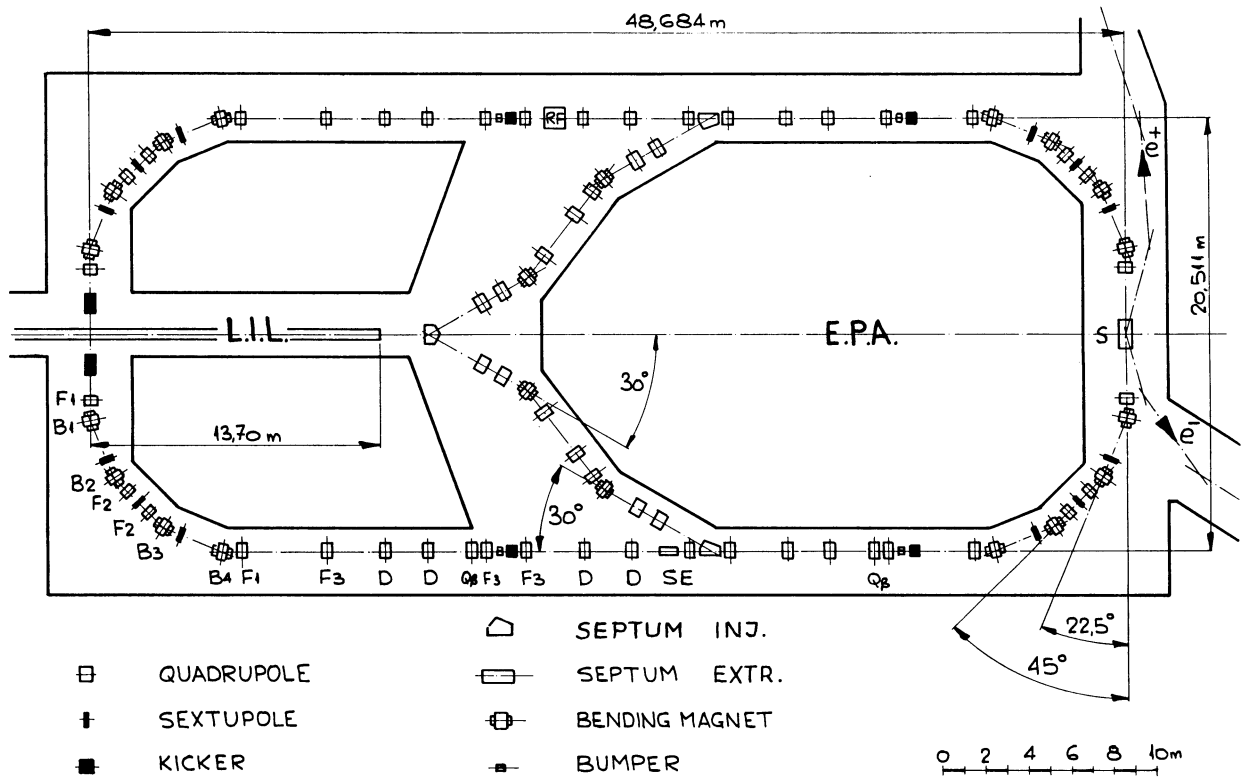 48,684 m
RF
e+
20,511 m
L.I.L.
E.P.A.
S
F1
B1
13,70 m
30°
e-
B2
F2
F2
B3
30°
B4 F1 F3 D D Qβ F3 F3 D D SE Qβ
22,5°
45°
SEPTUM INJ.
QUADRUPOLE
SEPTUM EXTR.
SEXTUPOLE
BENDING MAGNET
KICKER
BUMPER
0 2 4 6 8 10m